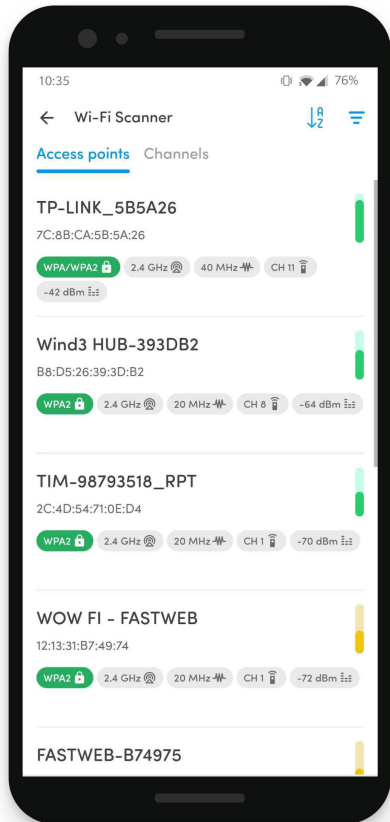 10:35
76%
Wi-Fi Scanner
A
Z
Access points Channels
TP-LINK_5B5A26
7C:8B:CA:5B:5A:26
WPA/WPA2 2.4 GHz 40 MHz CH 11
-42 dBm
Wind3 HUB-393DB2
B8:D5:26:39:3D:B2
WPA2 2.4 GHz 20 MHz CH 8 -64 dBm
TIM-98793518_RPT
2C:4D:54:71:0E:D4
WPA2 2.4 GHz 20 MHz CH 1 -70 dBm
WOW FI - FASTWEB
12:13:31:B7:49:74
WPA2 2.4 GHz 20 MHz CH 1 -72 dBm
FASTWEB-B74975